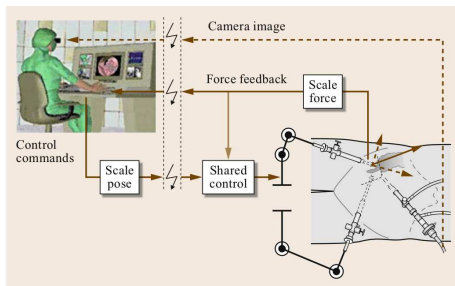 Camera image
Force feedback
Scale
force
Control
commands
Scale
pose
Shared
control